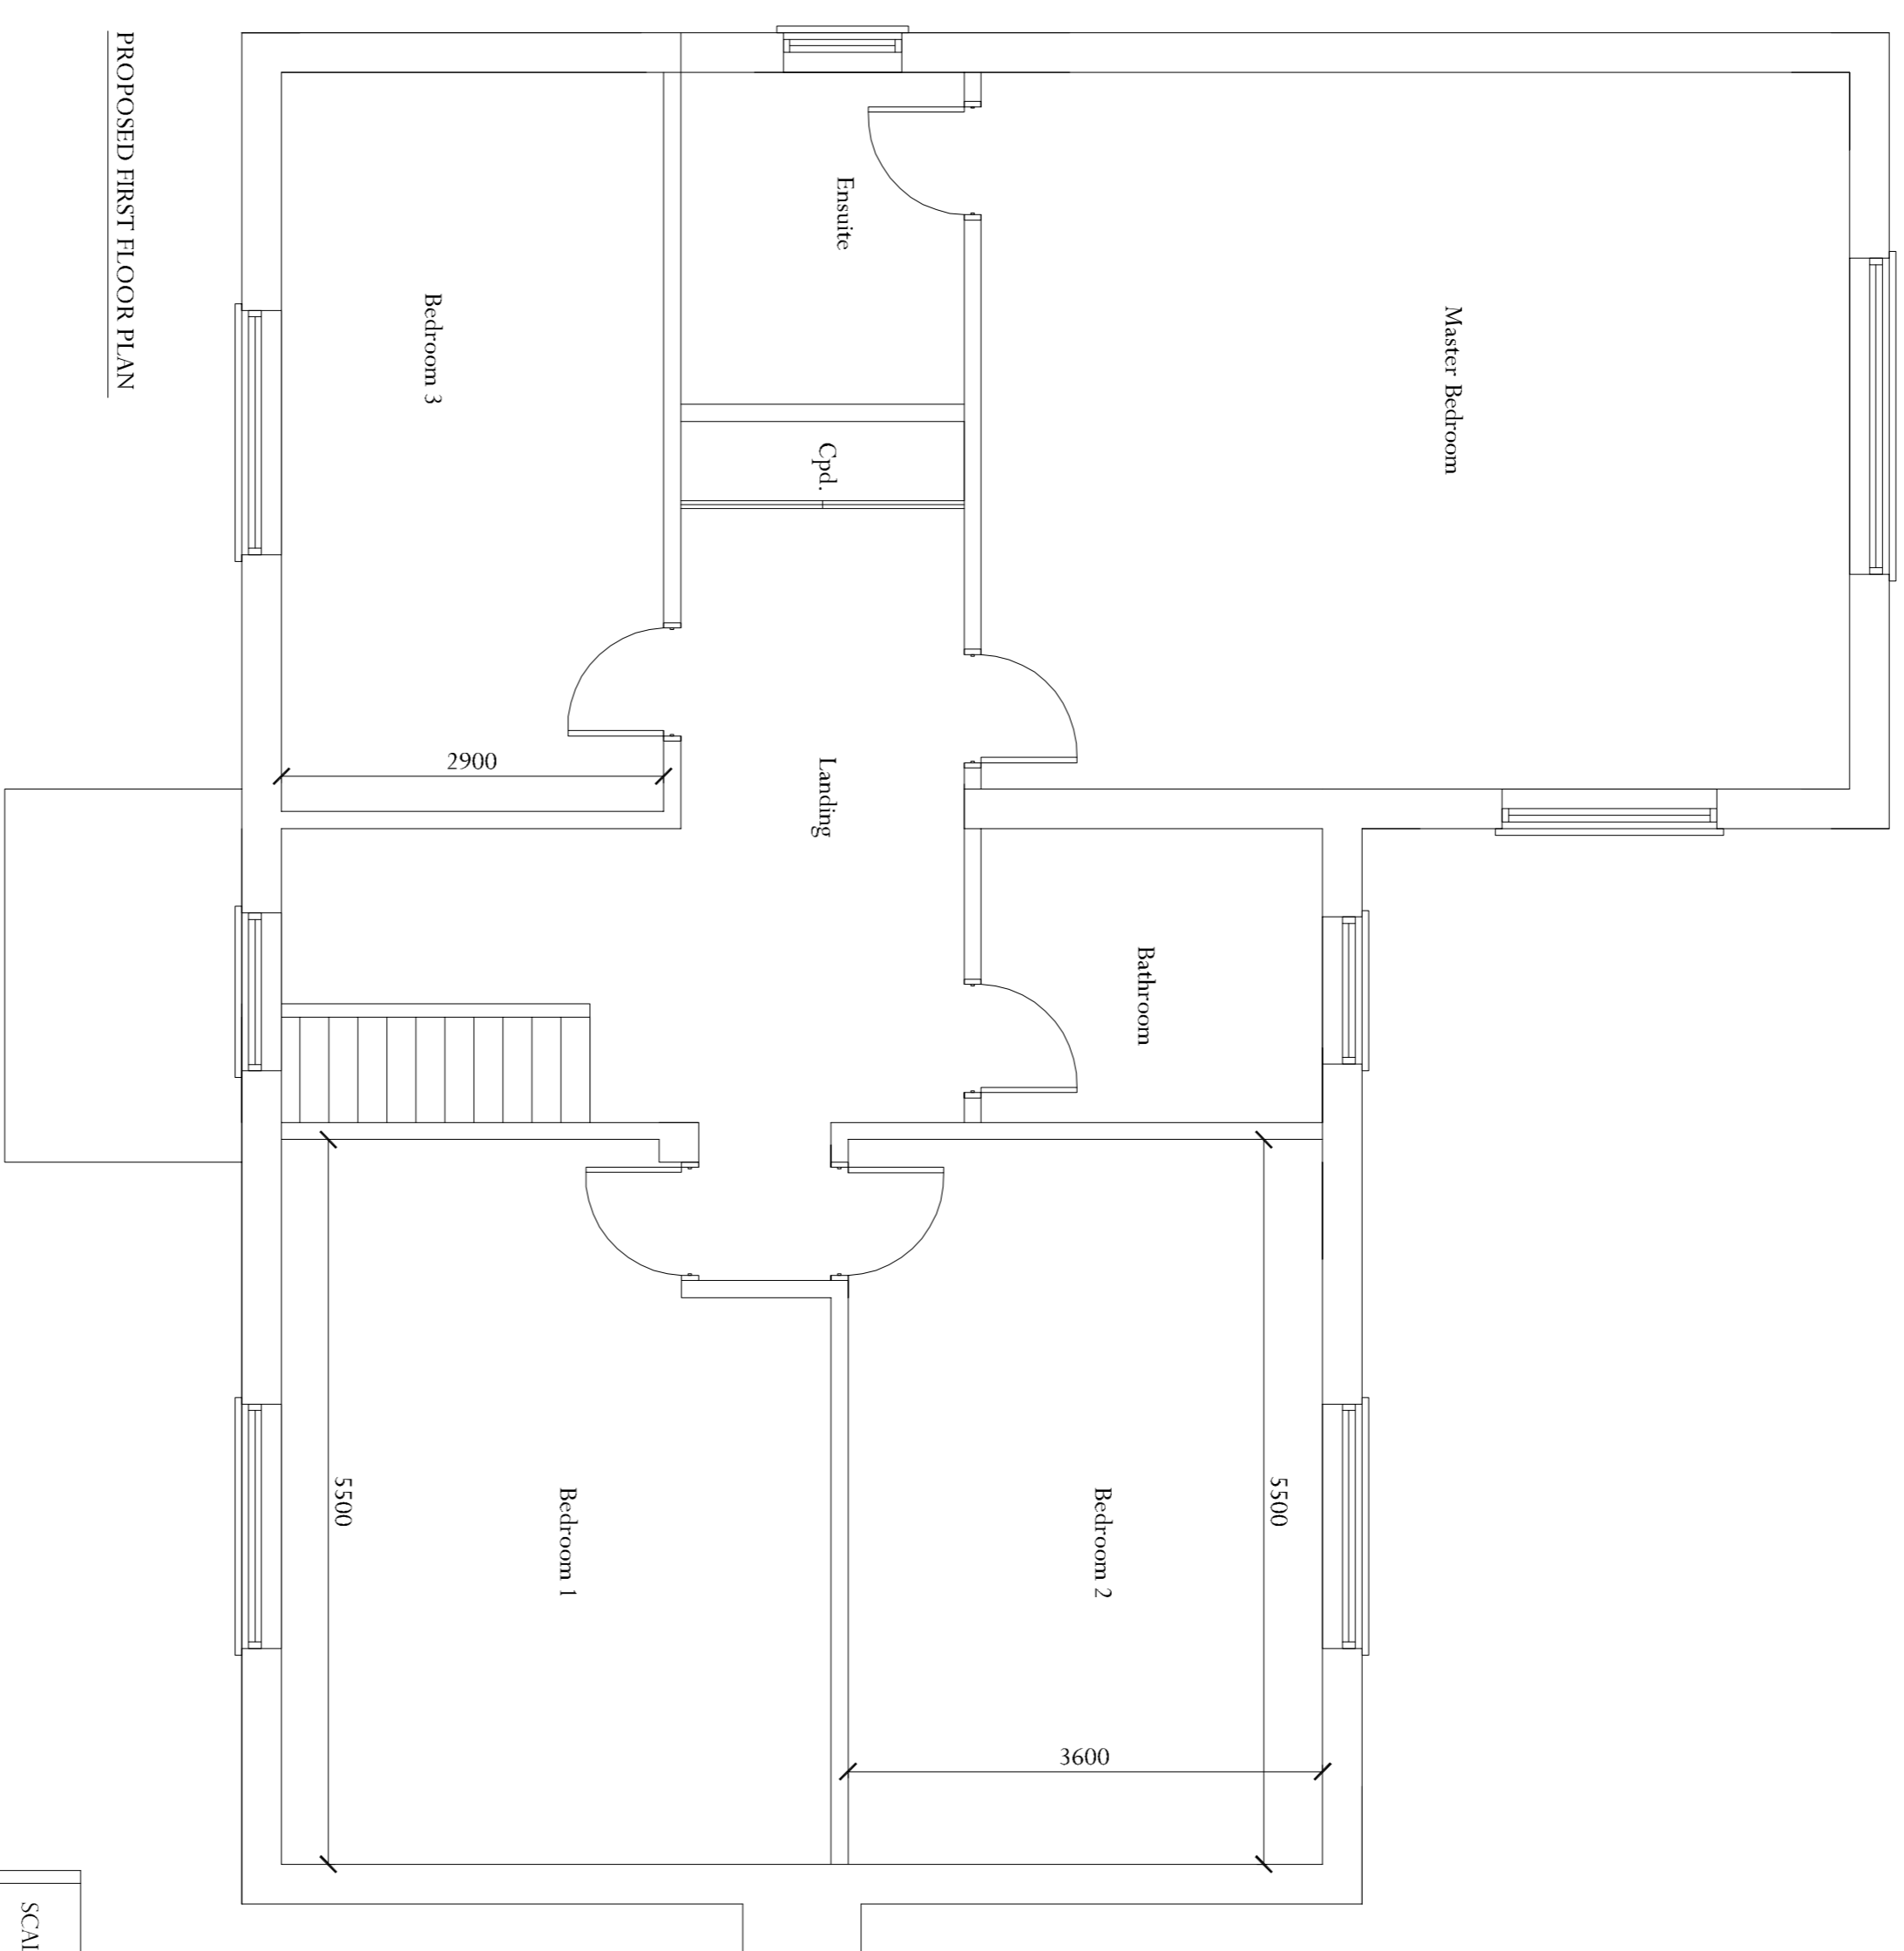 Master Bedroom
Ensuite
Bedroom 3
Cpd.
Landing
2900
Bathroom
Bedroom 2
Bedroom 1
5500
5500
3600
PROPOSED FIRST FLOOR PLAN